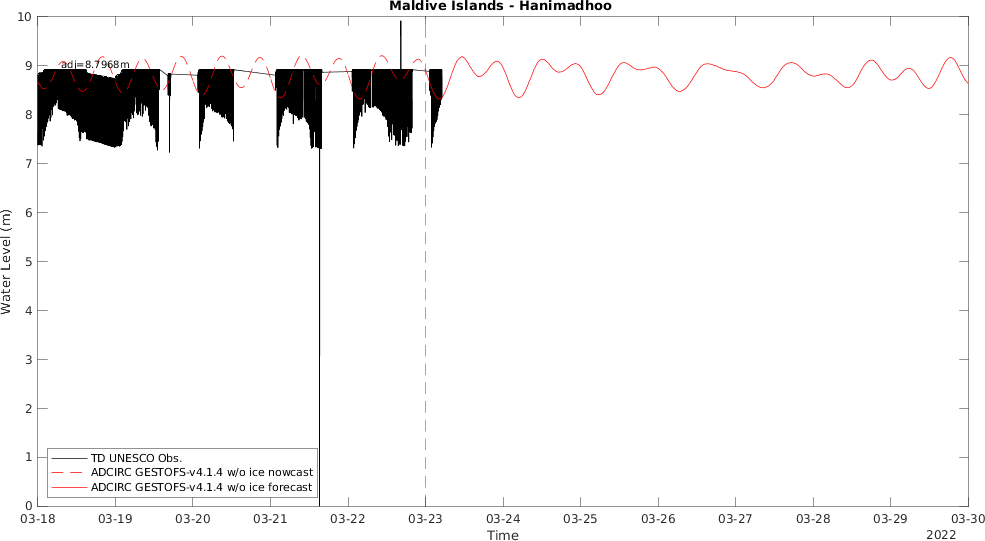 Maldive Islands - Hanimadhoo
10
9
8
7
6
5
4
3
2
1
0
Water Level (m)
adj=8.7968m
TD UNESCO Obs.
ADCIRC GESTOFS-v4.1.4 w/o ice nowcast
ADCIRC GESTOFS-v4.1.4 w/o ice forecast
03-18 03-19 03-20 03-21 03-22 03-23 03-24 03-25 03-26 03-27 03-28 03-29 03-30
Time
2022